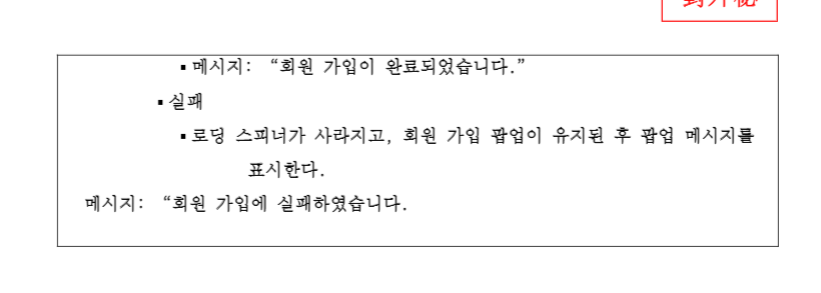 ▪메시지: “회원 가입이 완료되었습니다.”
▪실패
▪로딩 스피너가 사라지고, 회원 가입 팝업이 유지된 후 팝업 메시지를
표시한다.
메시지: “회원 가입에 실패하였습니다.